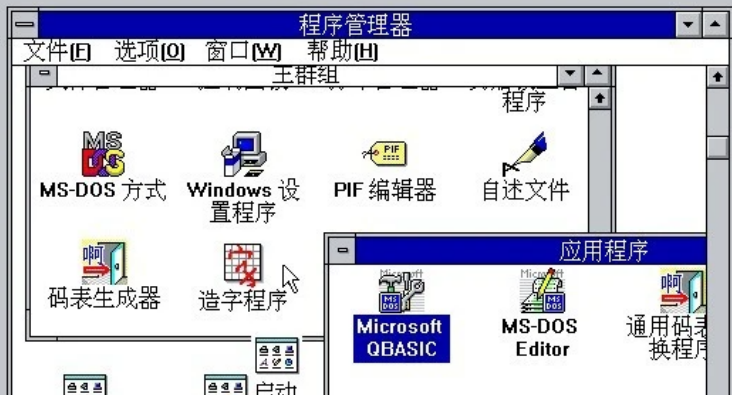 程序管理器
文件(F) 选项(O) 窗口(W) 帮助(H)
主群组
程序
MS-DOS 方式
Windows 设
置程序
PIF 编辑器
自述文件
应用程序
码表生成器
造字程序
Microsoft
QBASIC
MS-DOS
Editor
通用码表
换程序
启动